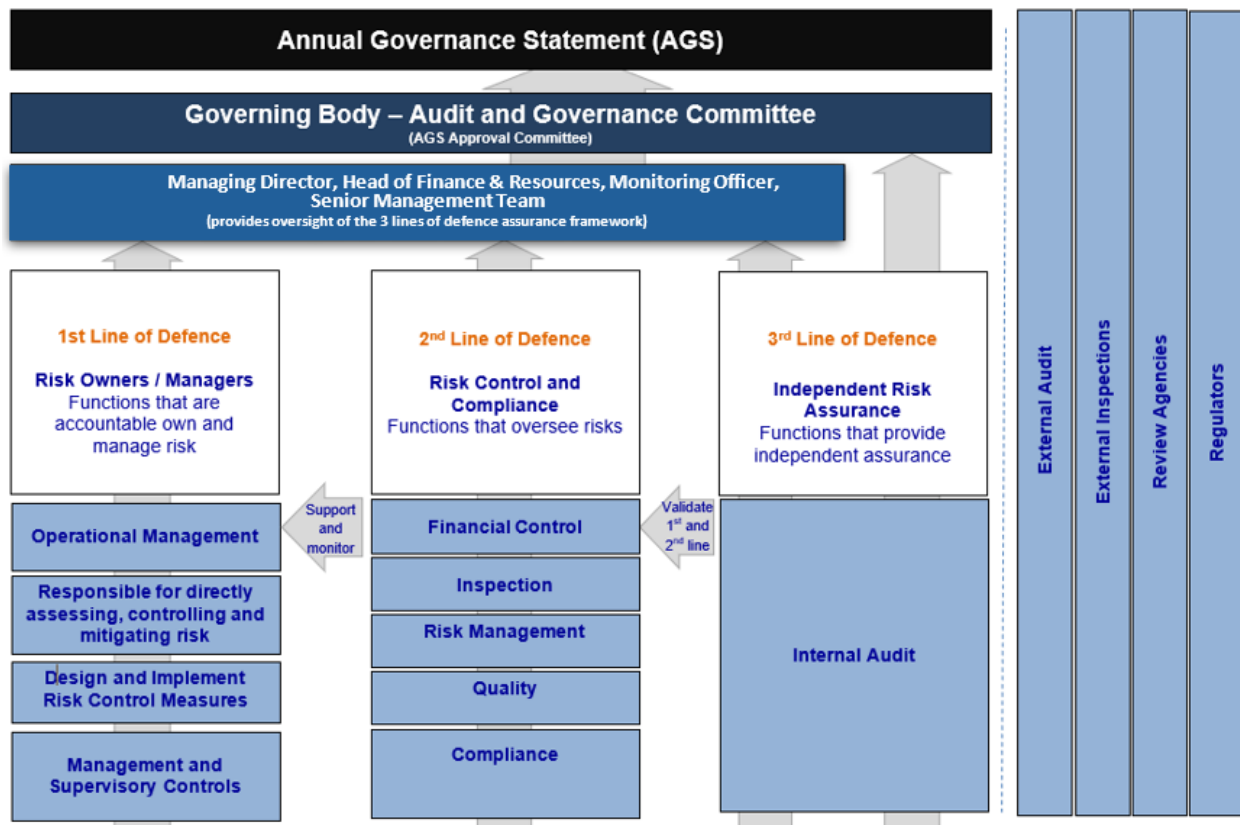 Annual Governance Statement (AGS)
Governing Body – Audit and Governance Committee
(AGS Approval Committee)
Managing Director, Head of Finance & Resources, Monitoring Officer,
Senior Management Team
(provides oversight of the 3 lines of defence assurance framework)
1st Line of Defence
Risk Owners / Managers
Functions that are
accountable own and
manage risk
Operational Management
Responsible for directly
assessing, controlling and
mitigating risk
Design and Implement
Risk Control Measures
Management and
Supervisory Controls
Support
and
monitor
2nd Line of Defence
Risk Control and
Compliance
Functions that oversee risks
Financial Control
Inspection
Risk Management
Quality
Compliance
Validate
1st and
2nd line
3rd Line of Defence
Independent Risk
Assurance
Functions that provide
independent assurance
Internal Audit
External Audit
External Inspections
Review Agencies
Regulators